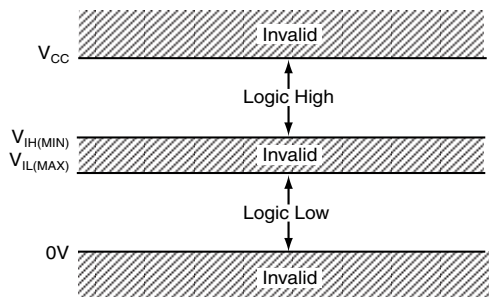 Invalid
VCC
Logic High
VIH(MIN)
Invalid
VIL(MAX)
Logic Low
0V
Invalid